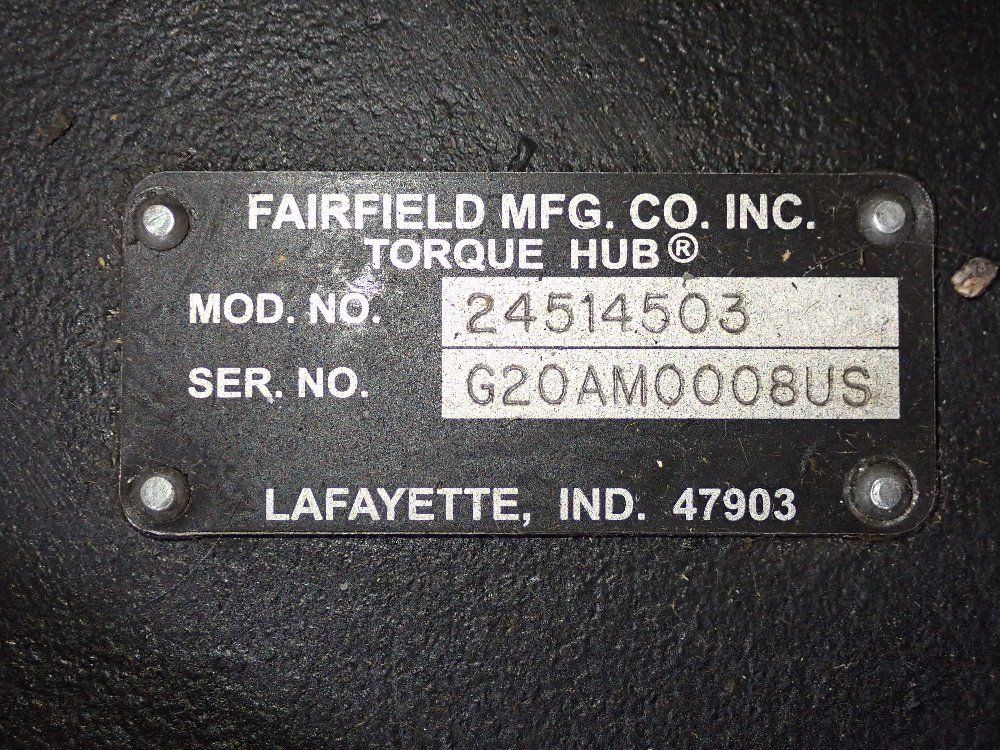 FAIRFIELD MFG. CO. INC.
TORQUE HUB®
MOD. NO. 24514503
SER. NO. G20AM0008US
LAFAYETTE, IND. 47903